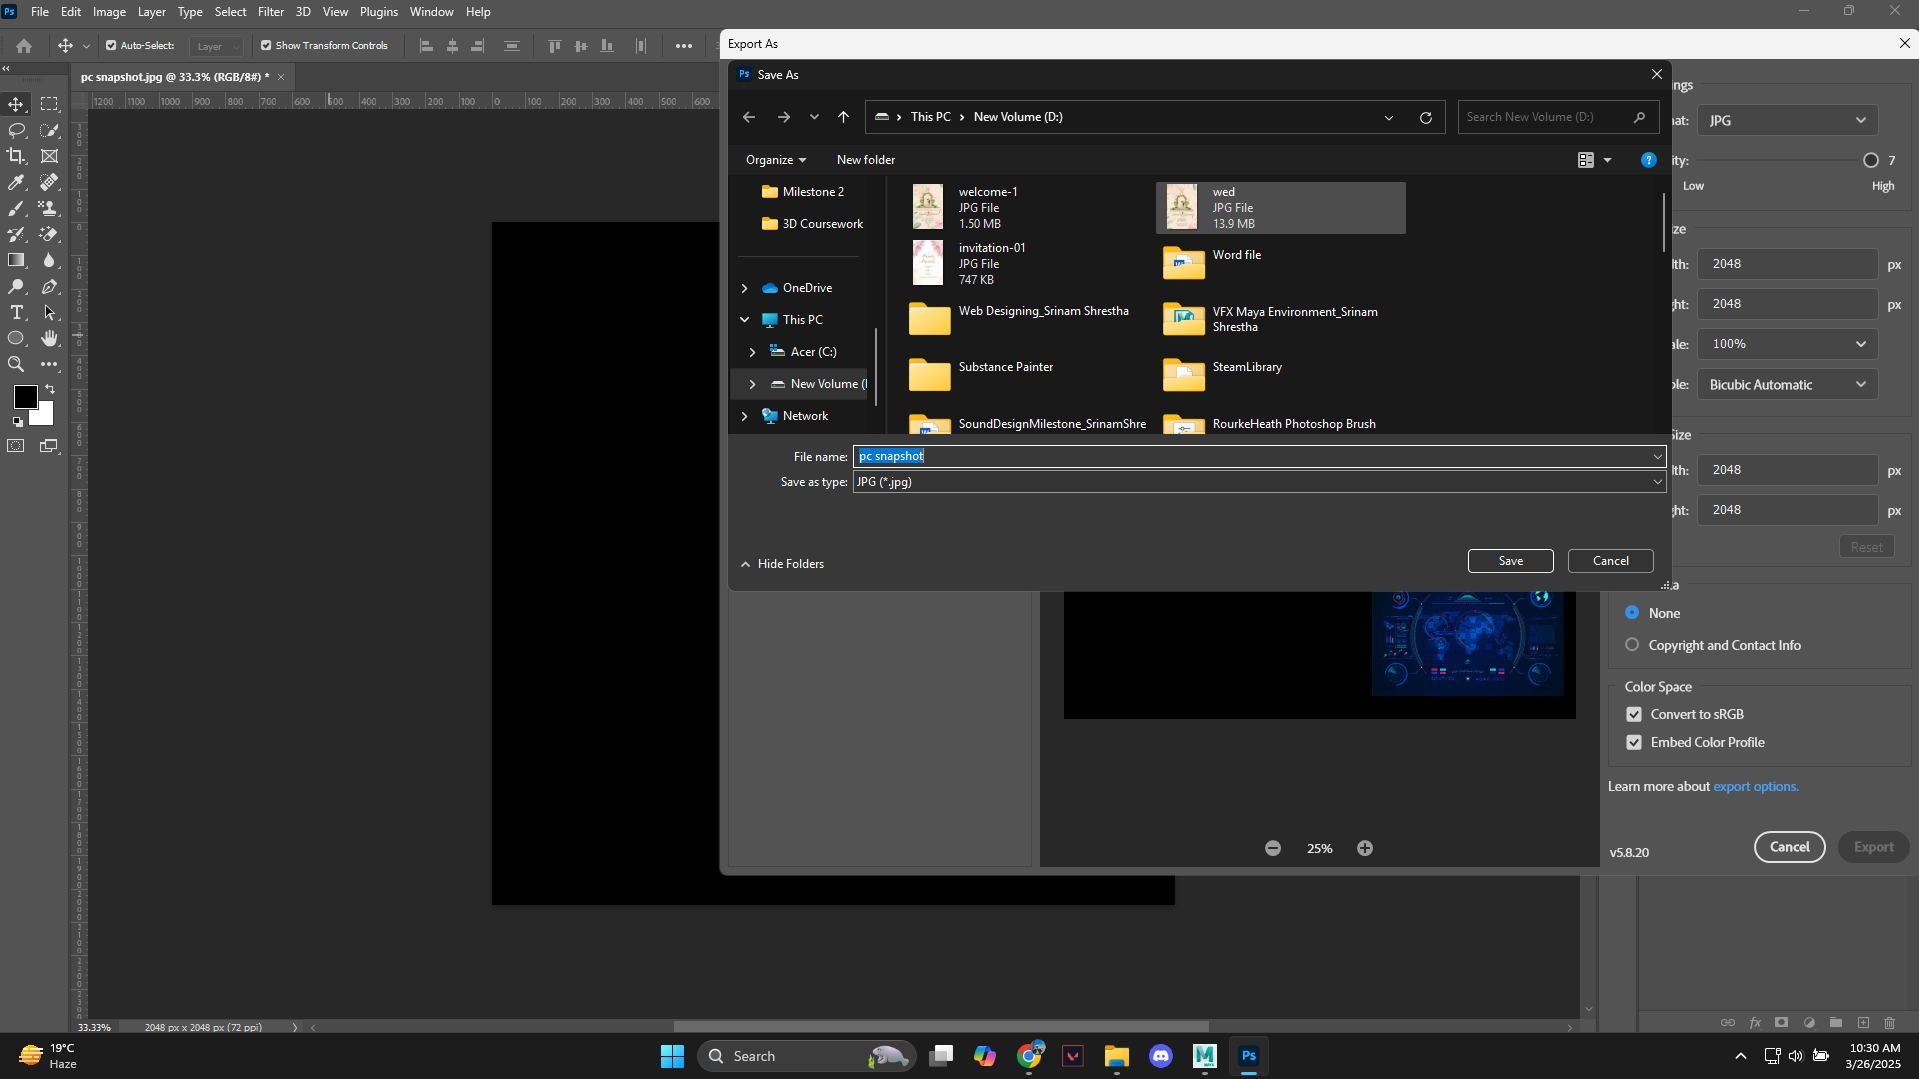 Ps File Edit Image Layer Type Select Filter 3D View Plugins Window Help
Auto-Select: Layer Show Transform Controls
pc snapshot.jpg @ 33.3% (RGB/8#) *
1200 1100 1000 900 800 700 600 500 400 300 200 100 0 100 200 300 400 500 600
Export As
Ps Save As
This PC > New Volume (D:)
Search New Volume (D:)
Organize New folder
Milestone 2
3D Coursework
OneDrive
This PC
Acer (C:)
New Volume (
Network
welcome-1
JPG File
1.50 MB
wed
JPG File
13.9 MB
invitation-01
JPG File
747 KB
Word file
Web Designing_Srinam Shrestha
VFX Maya Environment_Srinam
Shrestha
Substance Painter
SteamLibrary
SoundDesignMilestone_SrinamShre
RourkeHeath Photoshop Brush
File name: pc snapshot
Save as type: JPG (*.jpg)
Hide Folders
Save Cancel
ngs
nat: JPG
ity: 7
Low High
ze
dth: 2048 px
ght: 2048 px
ale: 100%
ple: Bicubic Automatic
Size
dth: 2048 px
ght: 2048 px
Reset
a
None
Copyright and Contact Info
Color Space
Convert to sRGB
Embed Color Profile
Learn more about export options.
v5.8.20
Cancel Export
25%
33.33% 2048 px x 2048 px (72 ppi)
19°C
Haze
Search
Ps
10:30 AM
3/26/2025